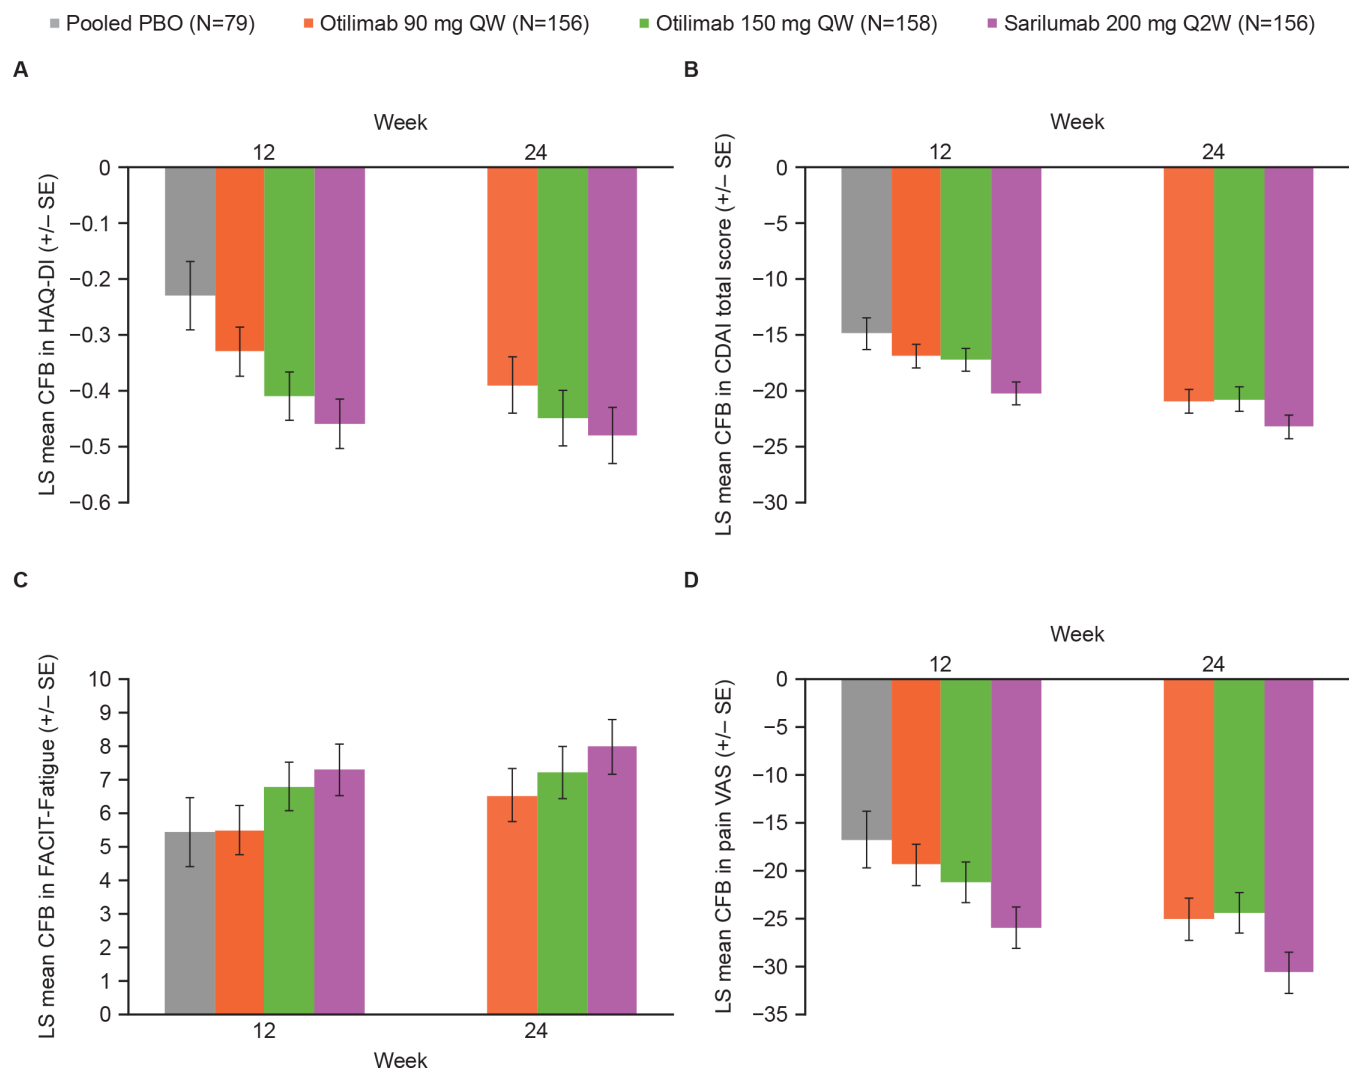 Pooled PBO (N=79) Otilimab 90 mg QW (N=156) Otilimab 150 mg QW (N=158) Sarilumab 200 mg Q2W (N=156)
A
Week
12 24
LS mean CFB in HAQ-DI (+/– SE)
0
−0.1
−0.2
−0.3
−0.4
−0.5
−0.6
B
Week
12 24
LS mean CFB in CDAI total score (+/– SE)
0
−5
−10
−15
−20
−25
−30
C
LS mean CFB in FACIT-Fatigue (+/– SE)
10
9
8
7
6
5
4
3
2
1
0
12 24
Week
D
Week
12 24
LS mean CFB in pain VAS (+/– SE)
0
−5
−10
−15
−20
−25
−30
−35